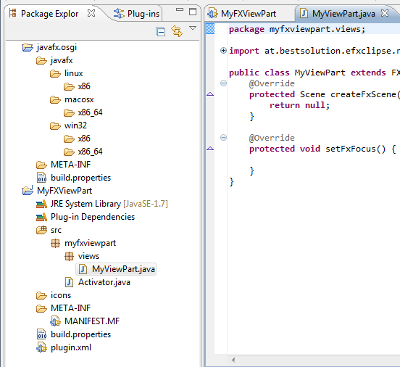 Package Explor
Plug-ins
javafx.osgi
javafx
linux
x86
macosx
x86_64
win32
x86
x86_64
META-INF
build.properties
MyFXViewPart
JRE System Library [JavaSE-1.7]
Plug-in Dependencies
src
myfxviewpart
views
MyViewPart.java
Activator.java
icons
META-INF
MANIFEST.MF
build.properties
plugin.xml
MyFXViewPart
MyViewPart.java
package myfxviewpart.views;
import at.bestsolution.efxclipse.r
public class MyViewPart extends FX
@Override
protected Scene createFxScene(
return null;
}
@Override
protected void setFxFocus() {
}
}